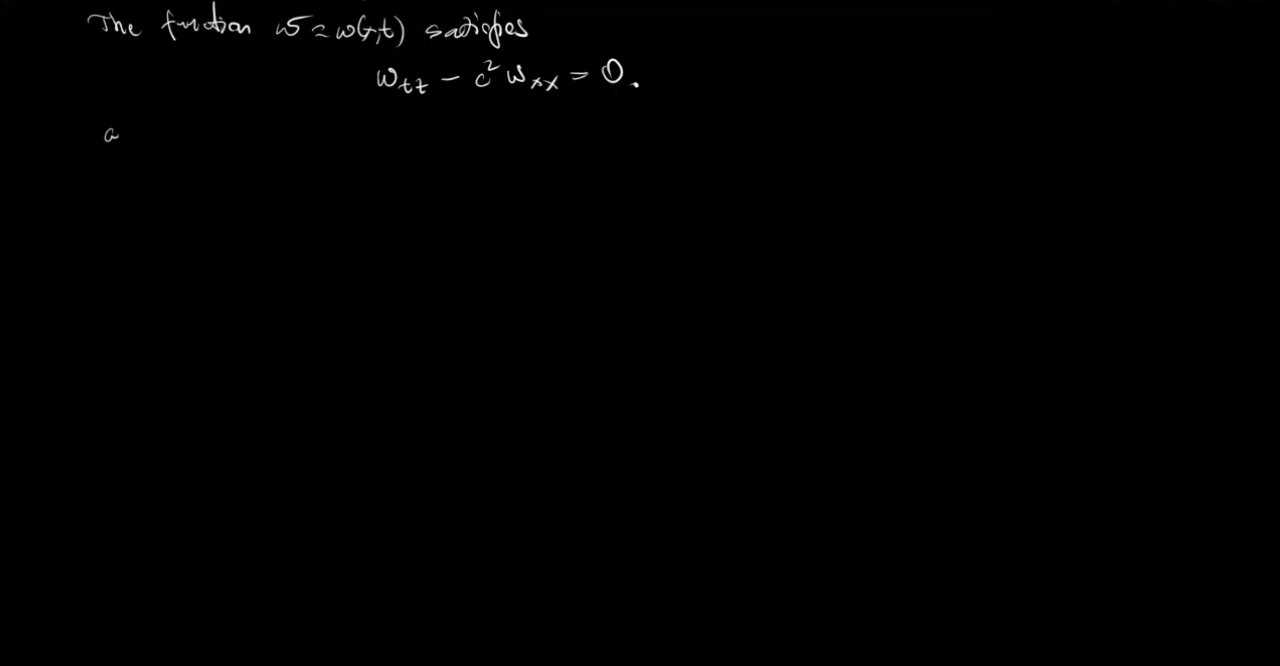 The function w = w(x,t) satisfies
w_tt - c² w_xx = 0.
a